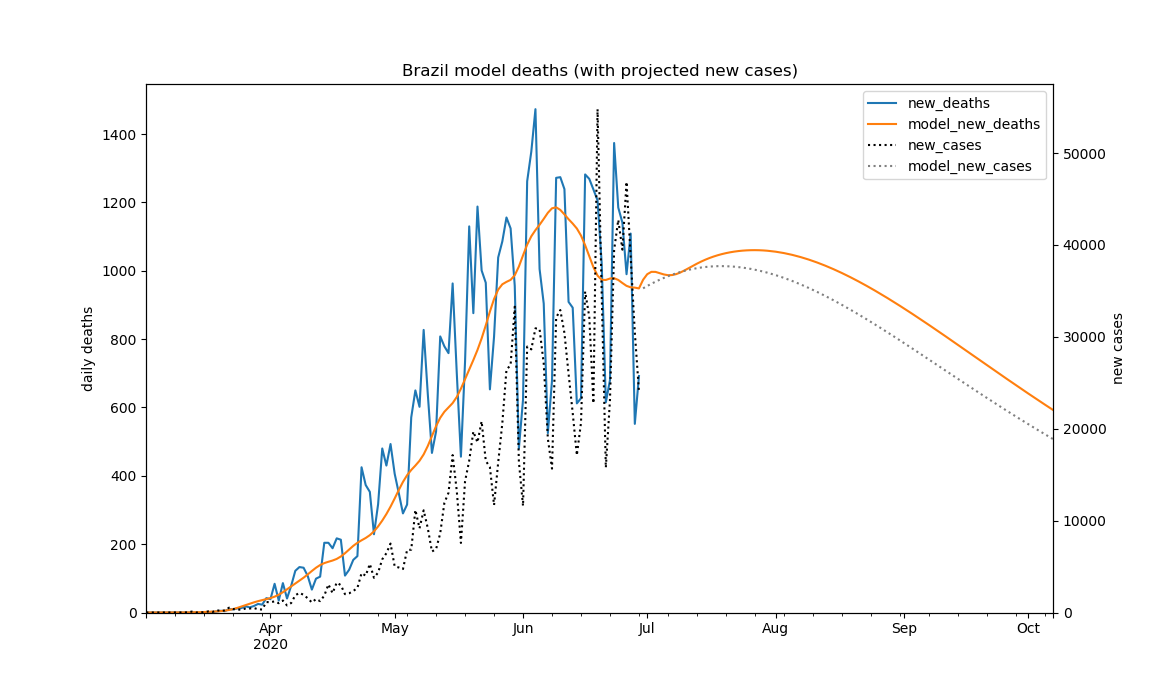 Brazil model deaths (with projected new cases)
new_deaths
model_new_deaths
new_cases
model_new_cases
daily deaths
1400
1200
1000
800
600
400
200
0
new cases
50000
40000
30000
20000
10000
0
Apr
2020
May
Jun
Jul
Aug
Sep
Oct